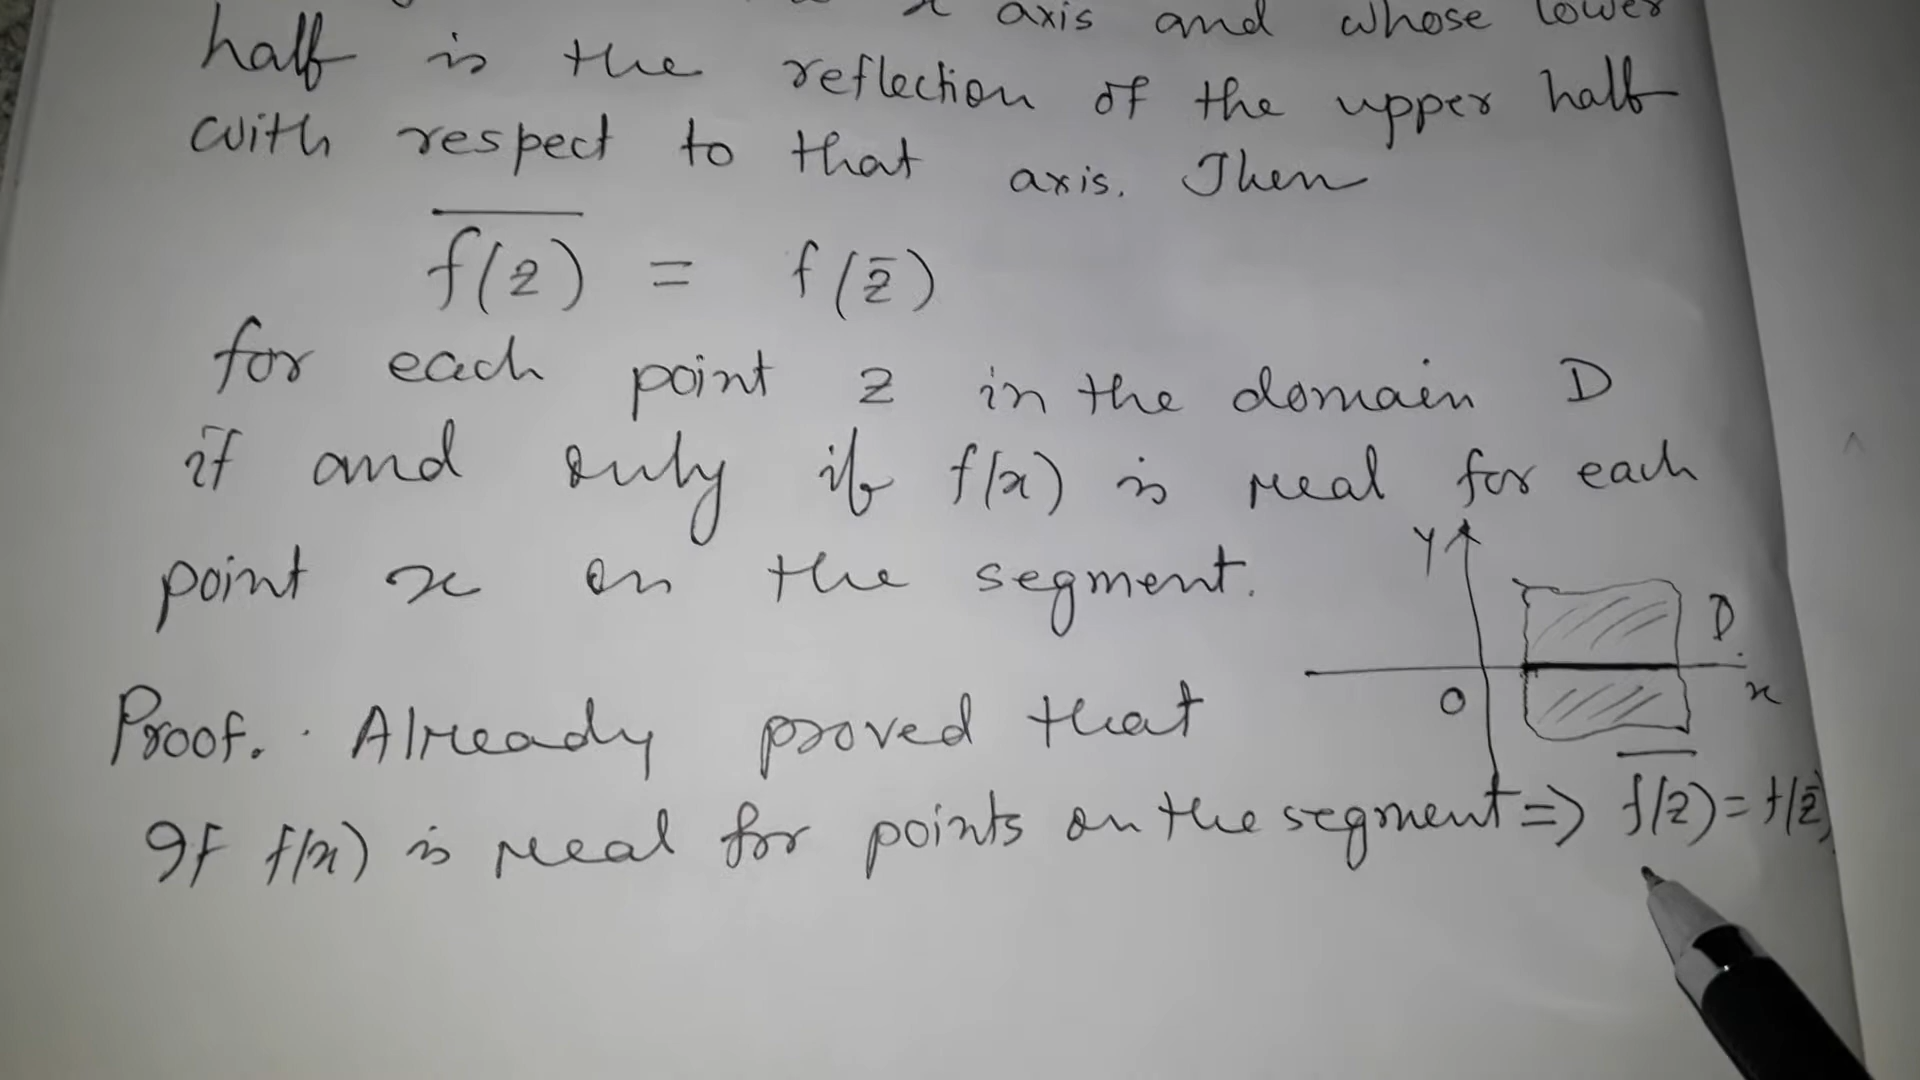 x axis and whose lower
half is the reflection of the upper half
with respect to that axis. Then
\overline{f(z)} = f(z̄)
for each point z in the domain D
if and only if f(x) is real for each
point x on the segment.
Y
D
O
x
Proof. Already proved that
If f(x) is real for points on the segment => \overline{f(z)} = f(z̄)